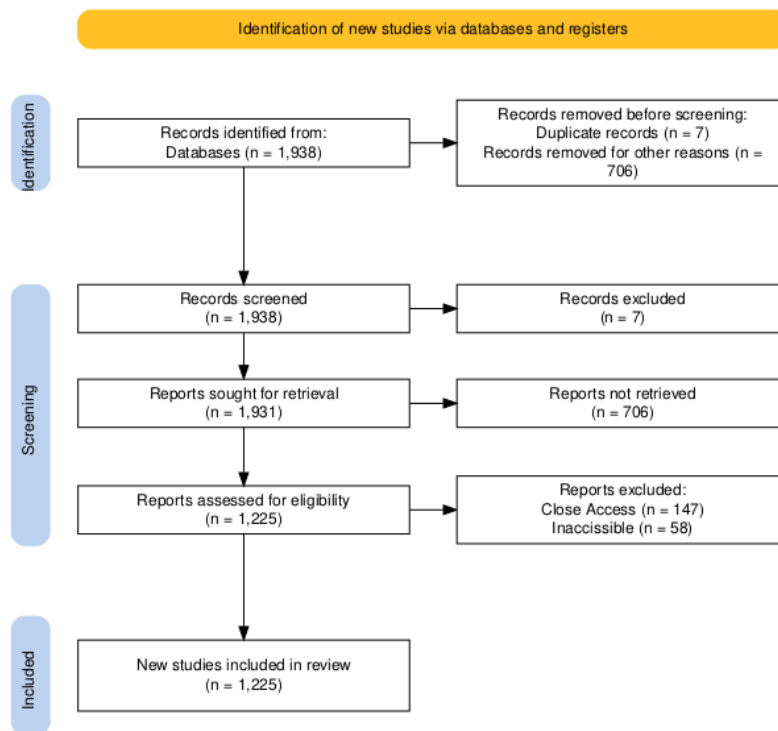 Identification of new studies via databases and registers
Identification
Records identified from:
Databases (n = 1,938)
Records removed before screening:
Duplicate records (n = 7)
Records removed for other reasons (n =
706)
Screening
Records screened
(n = 1,938)
Records excluded
(n = 7)
Reports sought for retrieval
(n = 1,931)
Reports not retrieved
(n = 706)
Reports assessed for eligibility
(n = 1,225)
Reports excluded:
Close Access (n = 147)
Inaccissible (n = 58)
Included
New studies included in review
(n = 1,225)